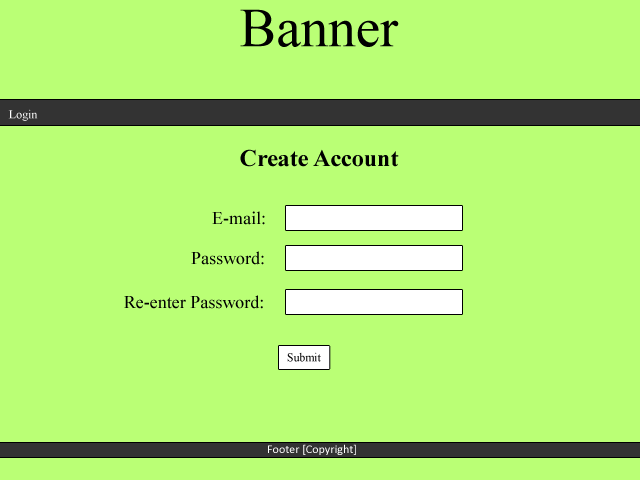 Banner
Login
Create Account
E-mail:
Password:
Re-enter Password:
Submit
Footer [Copyright]